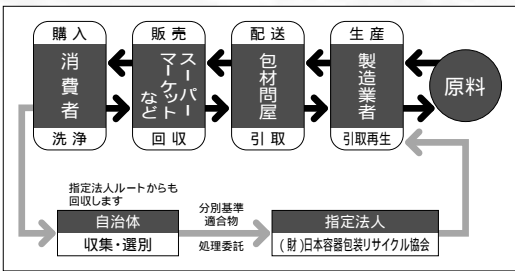 購入
消費者
洗浄
販売
スーパー
マーケット
など
回収
配送
包材問屋
引取
生産
製造業者
引取再生
原料
指定法人ルートからも
回収します
自治体
収集・選別
分別基準
適合物
処理委託
指定法人
(財)日本容器包装リサイクル協会